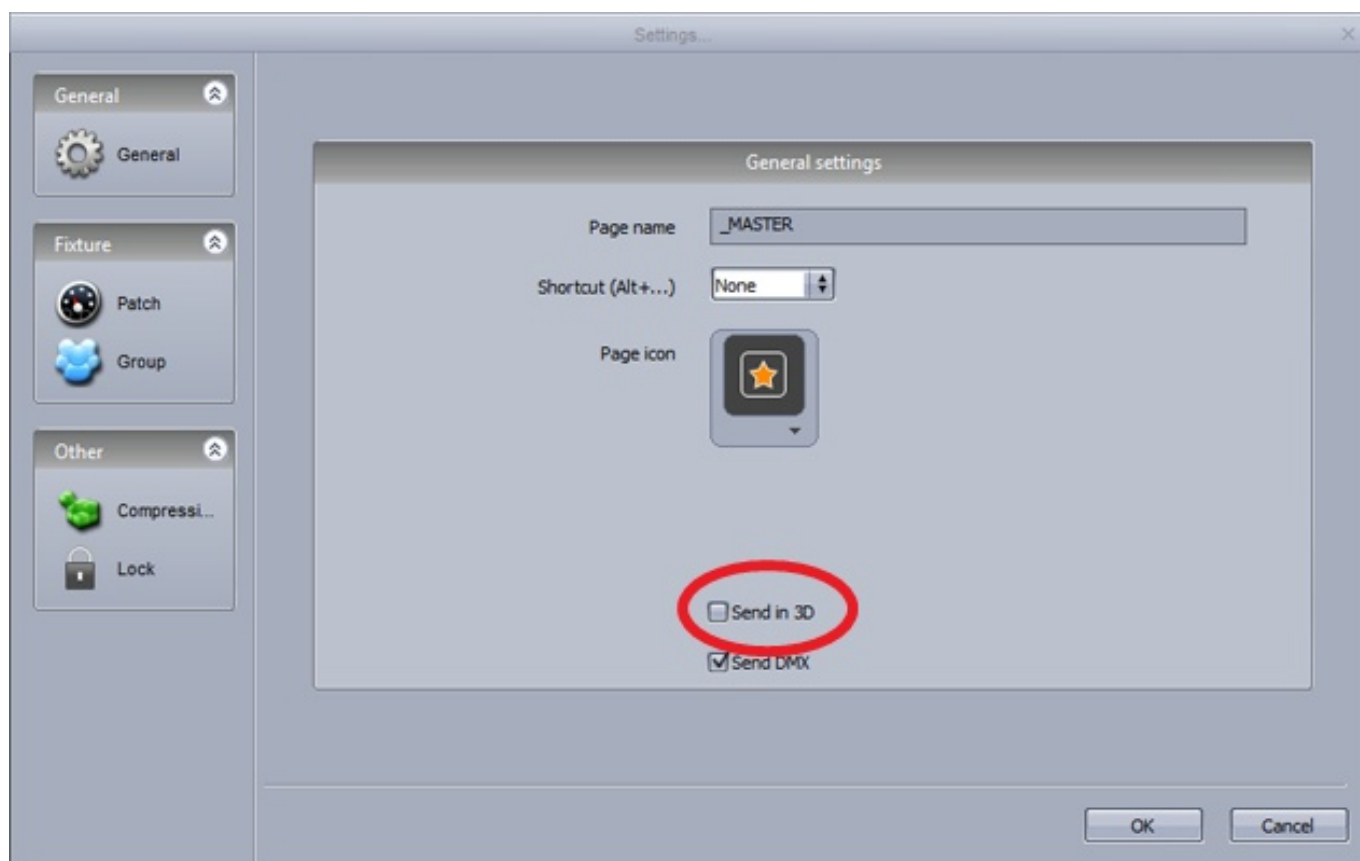 Settings...
General
General
Fixture
Patch
Group
Other
Compressi...
Lock
General settings
Page name
_MASTER
Shortcut (Alt+...)
None
Page icon
Send in 3D
Send DMX
OK
Cancel